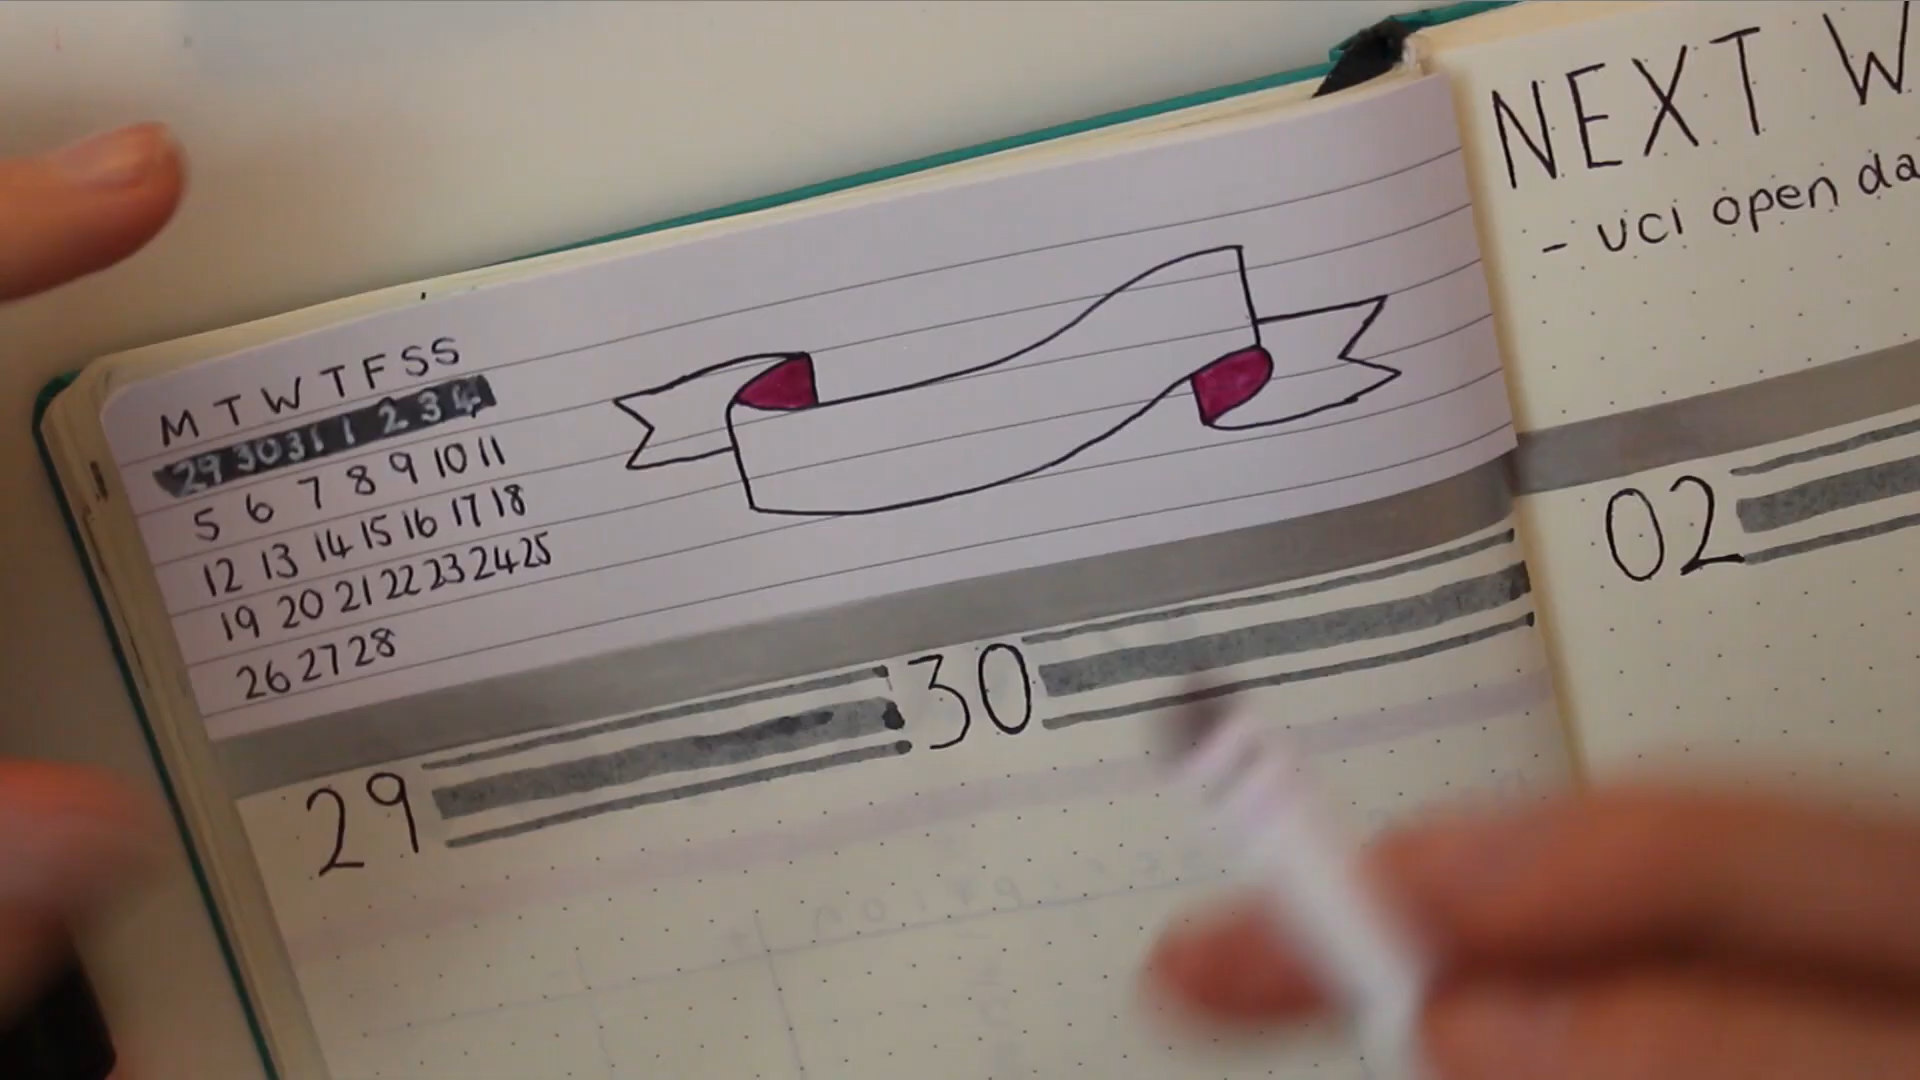 M T W T F S S
29 30 31 1 2 3 4
5 6 7 8 9 10 11
12 13 14 15 16 17 18
19 20 21 22 23 24 25
26 27 28
29
30
NEXT W
- uci open da
02